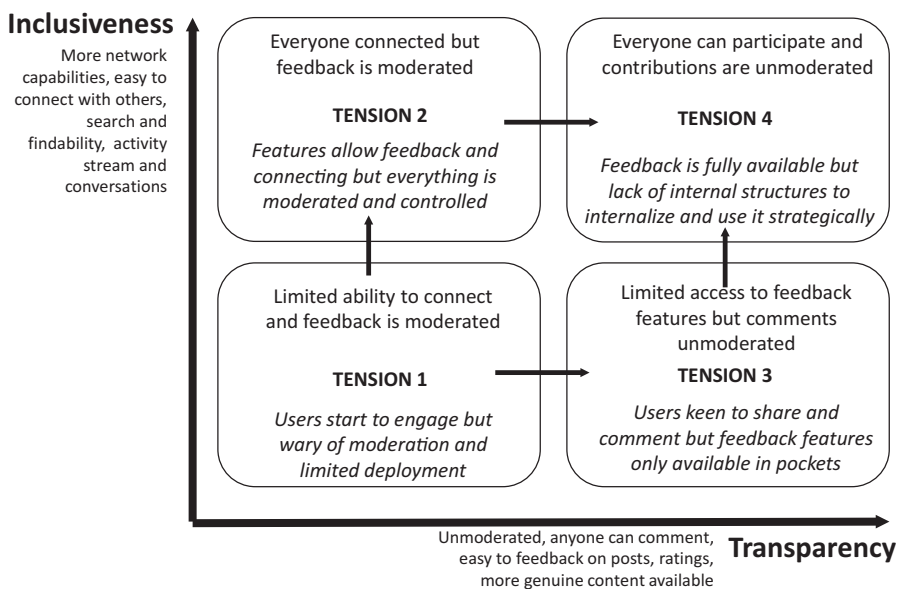 Inclusiveness
More network
capabilities, easy to
connect with others,
search and
findability, activity
stream and
conversations
Everyone connected but
feedback is moderated
TENSION 2
Features allow feedback and
connecting but everything is
moderated and controlled
Everyone can participate and
contributions are unmoderated
TENSION 4
Feedback is fully available but
lack of internal structures to
internalize and use it strategically
Limited ability to connect
and feedback is moderated
TENSION 1
Users start to engage but
wary of moderation and
limited deployment
Limited access to feedback
features but comments
unmoderated
TENSION 3
Users keen to share and
comment but feedback features
only available in pockets
Unmoderated, anyone can comment,
easy to feedback on posts, ratings,
more genuine content available
Transparency